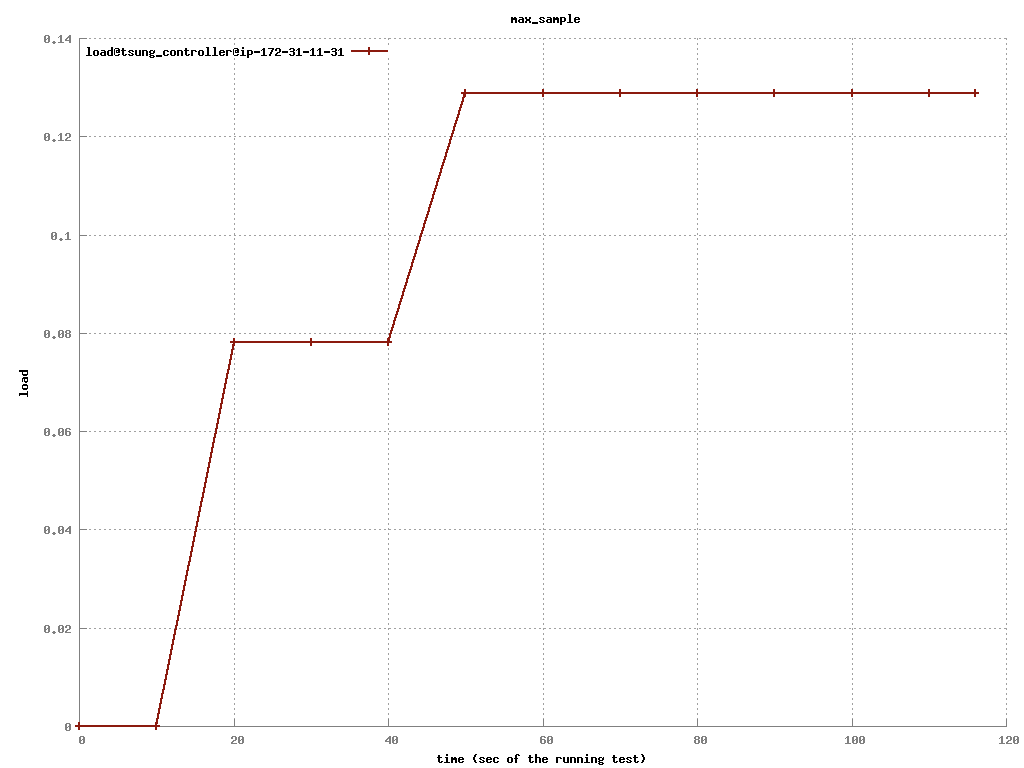 max_sample
load@tsung_controller@ip-172-31-11-31
0.14
0.12
0.1
0.08
0.06
0.04
0.02
0
load
0 20 40 60 80 100 120
time (sec of the running test)